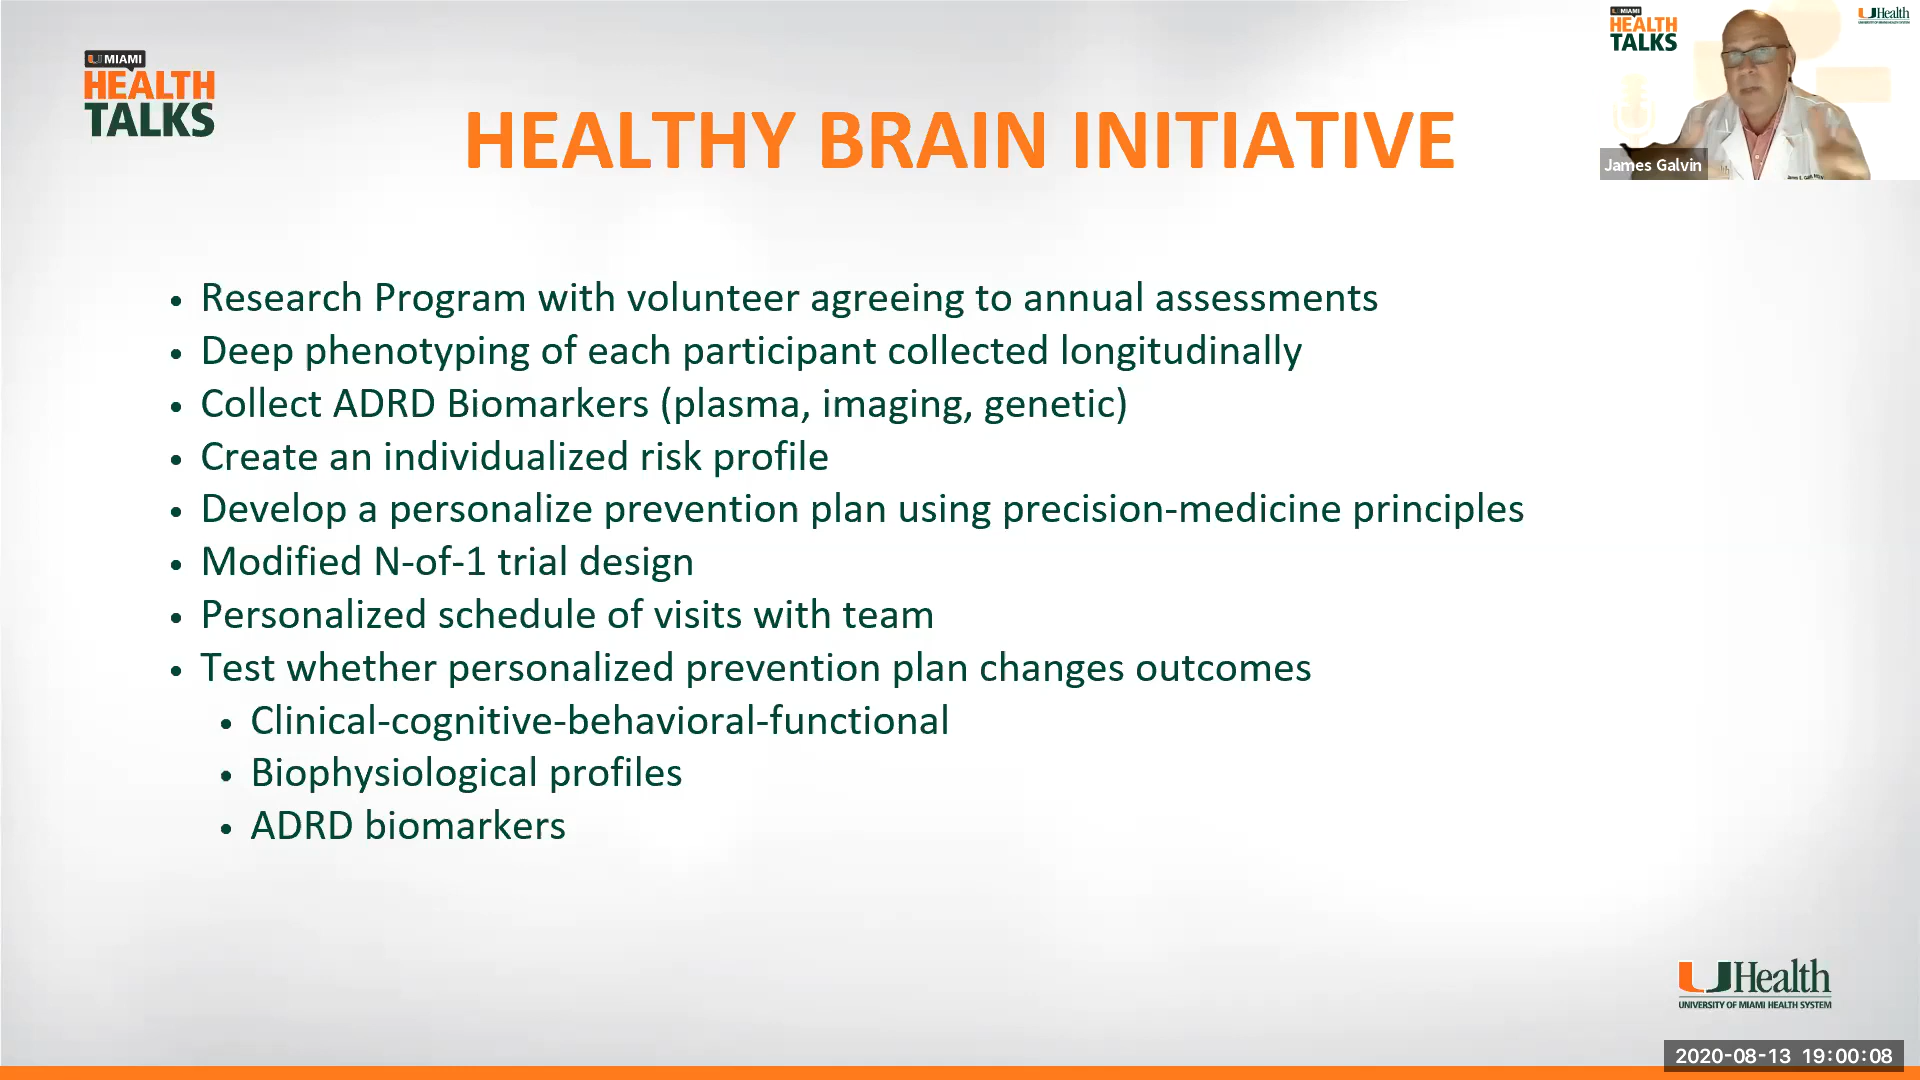 MIAMI
HEALTH
TALKS
HEALTHY BRAIN INITIATIVE
MIAMI
HEALTH
TALKS
UHealth
James Galvin
• Research Program with volunteer agreeing to annual assessments
• Deep phenotyping of each participant collected longitudinally
• Collect ADRD Biomarkers (plasma, imaging, genetic)
• Create an individualized risk profile
• Develop a personalize prevention plan using precision-medicine principles
• Modified N-of-1 trial design
• Personalized schedule of visits with team
• Test whether personalized prevention plan changes outcomes
• Clinical-cognitive-behavioral-functional
• Biophysiological profiles
• ADRD biomarkers
UHealth
UNIVERSITY OF MIAMI HEALTH SYSTEM
2020-08-13 19:00:08